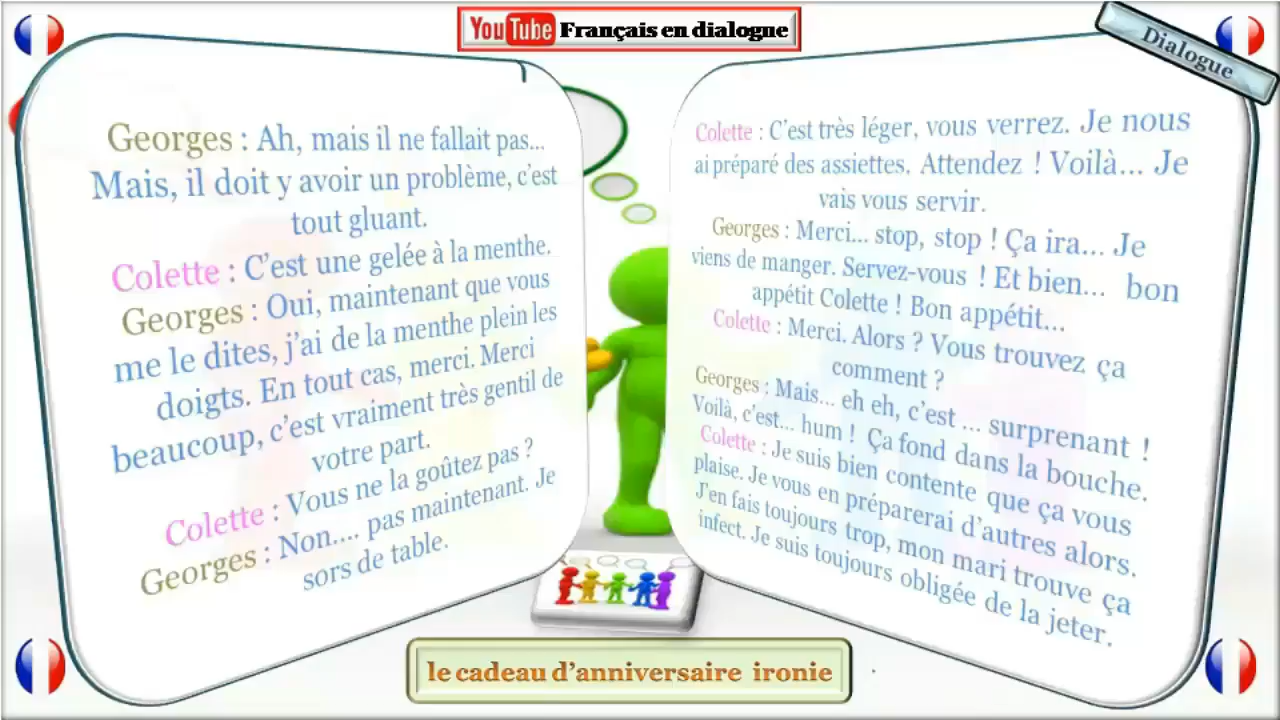 YouTube Français en dialogue
Dialogue
Georges : Ah, mais il ne fallait pas...
Mais, il doit y avoir un problème, c'est
tout gluant.
Colette : C'est une gelée à la menthe.
Georges : Oui, maintenant que vous
me le dites, j'ai de la menthe plein les
doigts. En tout cas, merci. Merci
beaucoup, c'est vraiment très gentil de
votre part.
Colette : Vous ne la goûtez pas ?
Georges : Non.... pas maintenant. Je
sors de table.
Colette : C'est très léger, vous verrez. Je nous
ai préparé des assiettes. Attendez ! Voilà... Je
vais vous servir.
Georges : Merci... stop, stop ! Ça ira... Je
viens de manger. Servez-vous ! Et bien... bon
appétit Colette ! Bon appétit...
Colette : Merci. Alors ? Vous trouvez ça
comment ?
Georges : Mais... eh eh, c'est ... surprenant !
Voilà, c'est... hum ! Ça fond dans la bouche.
Colette : Je suis bien contente que ça vous
plaise. Je vous en préparerai d'autres alors.
J'en fais toujours trop, mon mari trouve ça
infect. Je suis toujours obligée de la jeter.
le cadeau d'anniversaire ironie